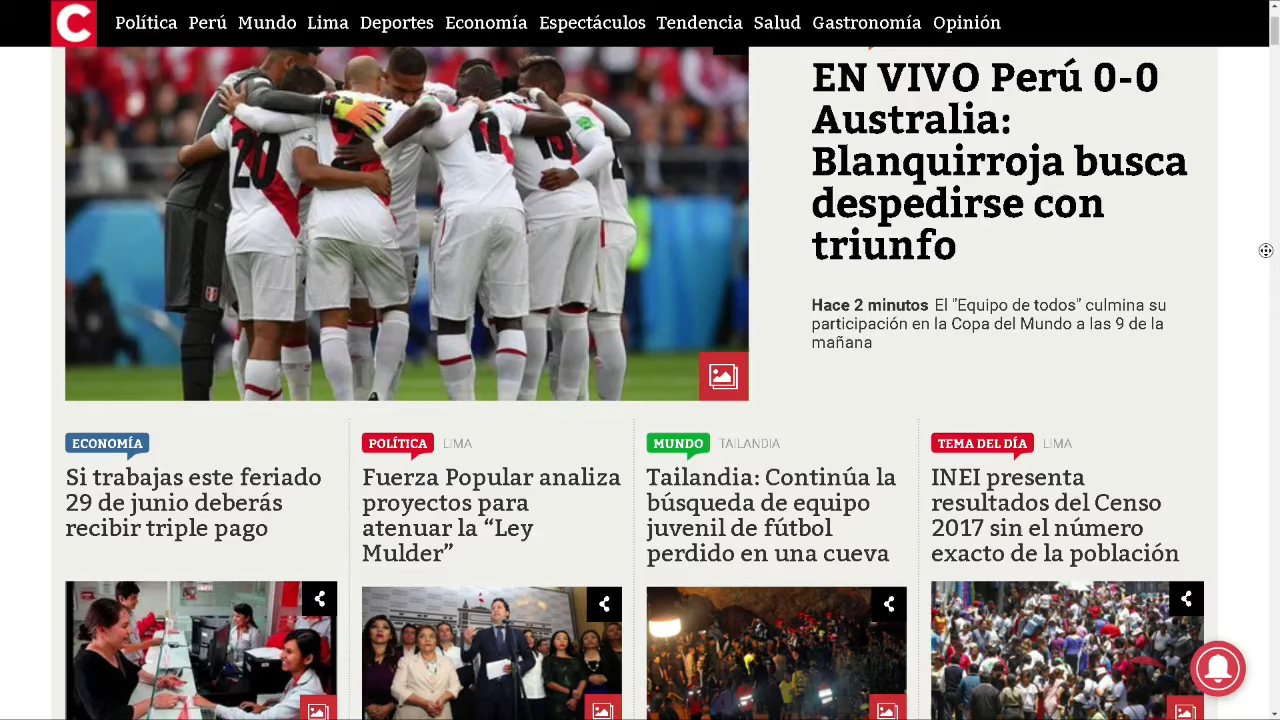 C
Política Perú Mundo Lima Deportes Economía Espectáculos Tendencia Salud Gastronomía Opinión
EN VIVO Perú 0-0
Australia:
Blanquirroja busca
despedirse con
triunfo
Hace 2 minutos El "Equipo de todos" culmina su
participación en la Copa del Mundo a las 9 de la
mañana
ECONOMÍA
Si trabajas este feriado
29 de junio deberás
recibir triple pago
POLÍTICA LIMA
Fuerza Popular analiza
proyectos para
atenuar la “Ley
Mulder”
MUNDO TAILANDIA
Tailandia: Continúa la
búsqueda de equipo
juvenil de fútbol
perdido en una cueva
TEMA DEL DÍA LIMA
INEI presenta
resultados del Censo
2017 sin el número
exacto de la población
20